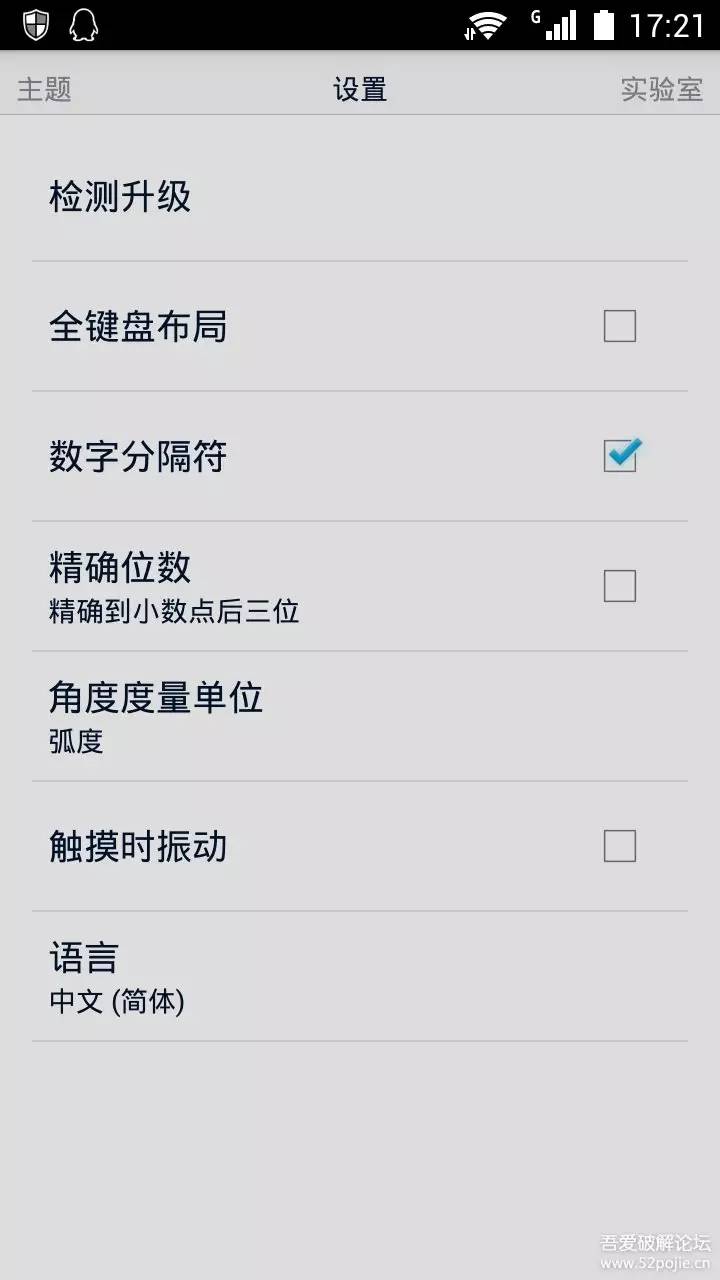 G 17:21
主题 设置 实验室
检测升级
全键盘布局
数字分隔符
精确位数
精确到小数点后三位
角度度量单位
弧度
触摸时振动
语言
中文 (简体)
吾爱破解论坛
www.52pojie.cn